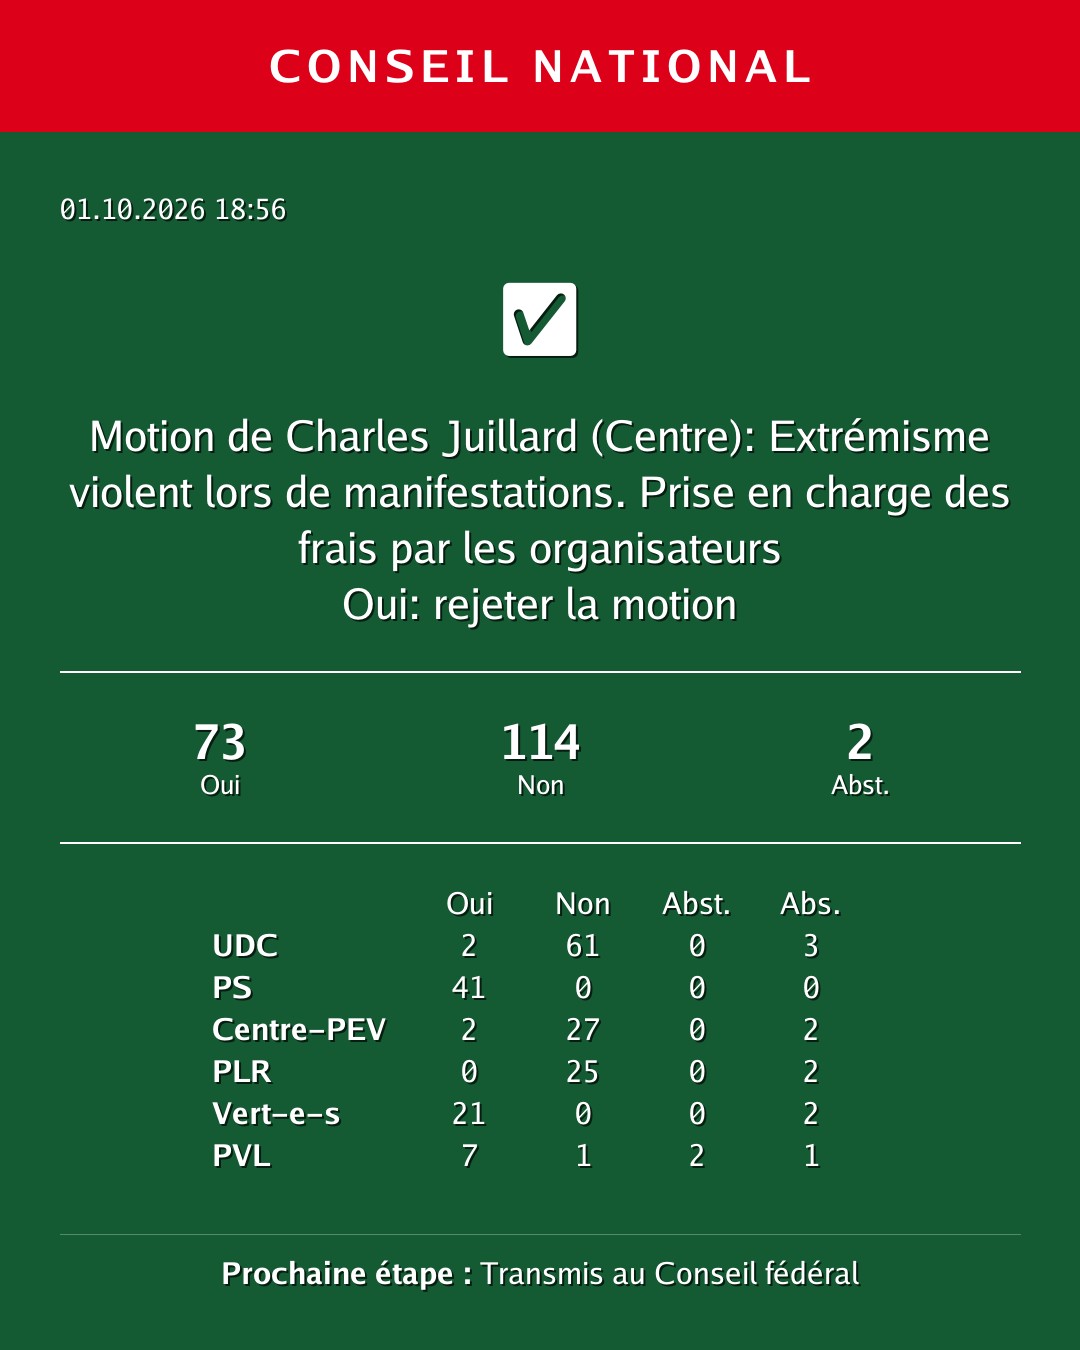 CONSEIL NATIONAL
01.10.2026 18:56
Motion de Charles Juillard (Centre): Extrémisme
violent lors de manifestations. Prise en charge des
frais par les organisateurs
Oui: rejeter la motion
73 114 2
Oui Non Abst.
Oui Non Abst. Abs.
UDC 2 61 0 3
PS 41 0 0 0
Centre-PEV 2 27 0 2
PLR 0 25 0 2
Vert-e-s 21 0 0 2
PVL 7 1 2 1
Prochaine étape : Transmis au Conseil fédéral